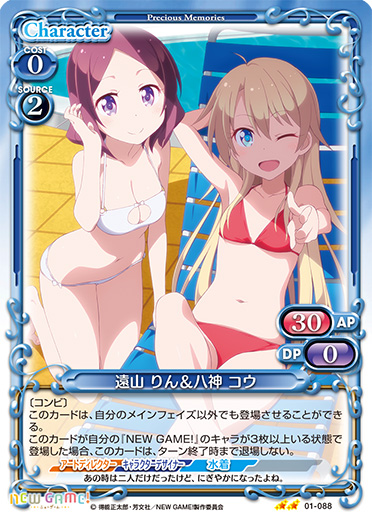 Precious Memories
Character
COST
0
SOURCE
2
30 AP
DP 0
遠山 りん&八神 コウ
[コンビ]
このカードは、自分のメインフェイズ以外でも登場させることができ
る。
このカードが自分の『NEW GAME!』のキャラが3枚以上いる状態で
登場した場合、このカードは、ターン終了時まで退場しない。
アートディレクター キャラクターデザイナー 水着
あの時は二人だけだったけど、にぎやかになったよね。
NEW GAME!
© 得能正太郎・芳文社/NEW GAME!製作委員会
01-088